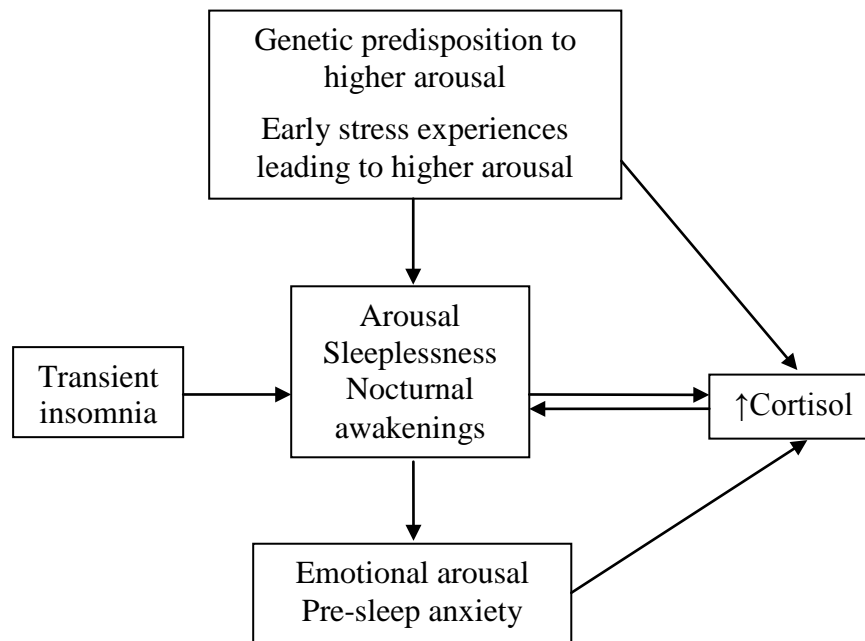 Genetic predisposition to
higher arousal
Early stress experiences
leading to higher arousal
Arousal
Sleeplessness
Nocturnal
awakenings
Transient
insomnia
↑Cortisol
Emotional arousal
Pre-sleep anxiety